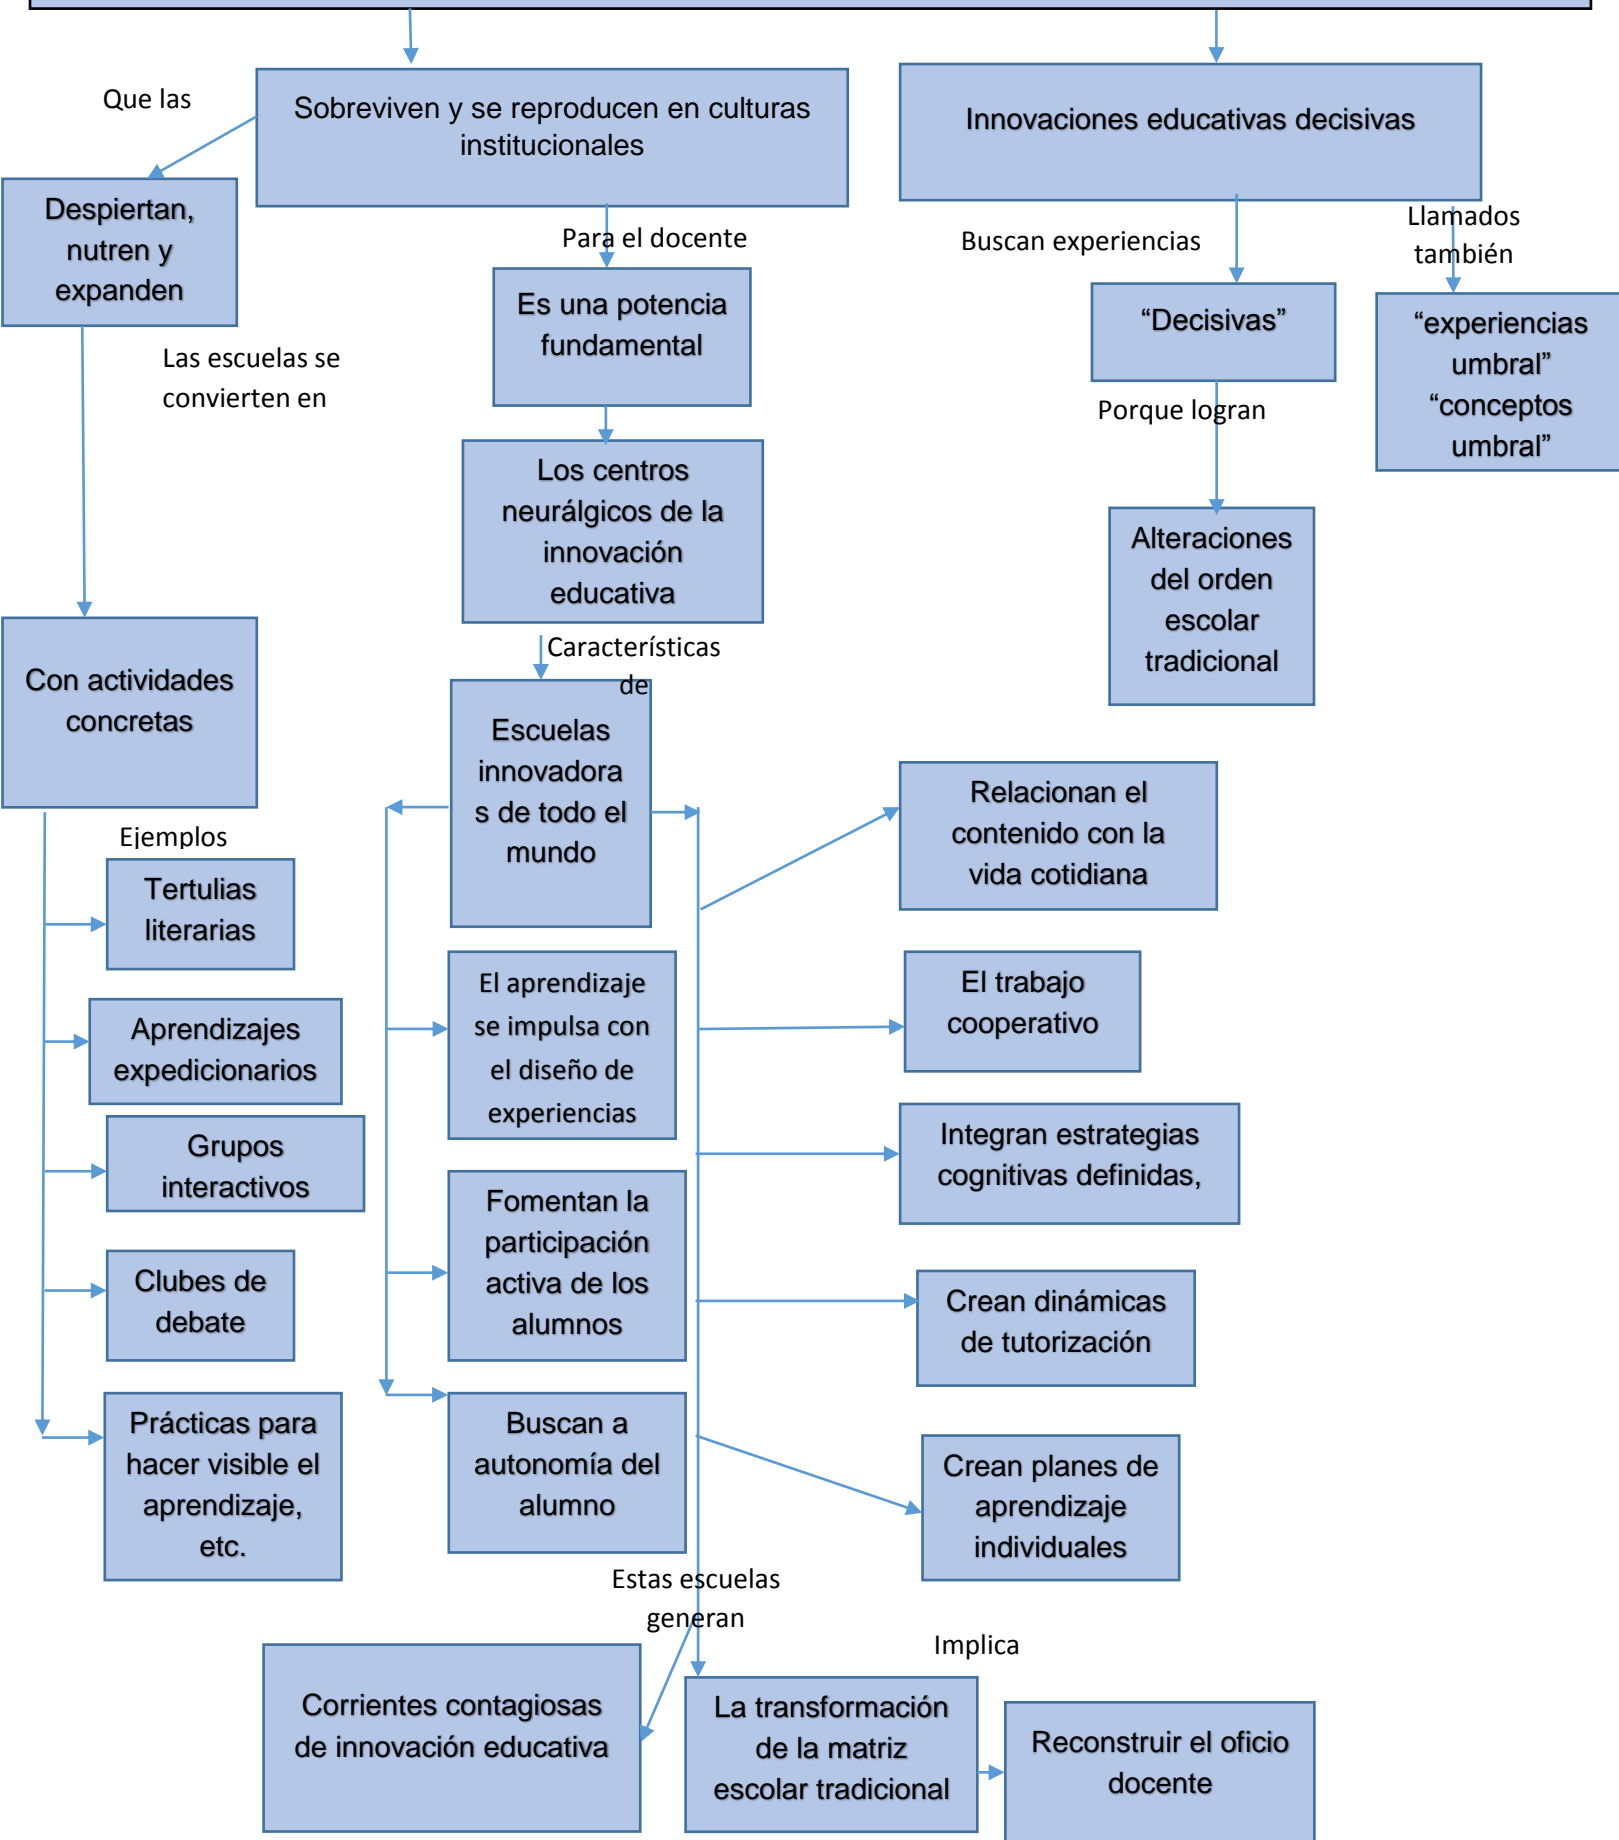 Que las
Sobreviven y se reproducen en culturas
institucionales
Innovaciones educativas decisivas
Despiertan,
nutren y
expanden
Para el docente
Buscan experiencias
Llamados
también
Es una potencia
fundamental
“Decisivas”
“experiencias
umbral”
“conceptos
umbral”
Las escuelas se
convierten en
Porque logran
Los centros
neurálgicos de la
innovación
educativa
Alteraciones
del orden
escolar
tradicional
Características
de
Con actividades
concretas
Escuelas
innovadora
s de todo el
mundo
Ejemplos
Tertulias
literarias
Aprendizajes
expedicionarios
Grupos
interactivos
Clubes de
debate
Prácticas para
hacer visible el
aprendizaje,
etc.
El aprendizaje
se impulsa con
el diseño de
experiencias
Fomentan la
participación
activa de los
alumnos
Buscan a
autonomía del
alumno
Relacionan el
contenido con la
vida cotidiana
El trabajo
cooperativo
Integran estrategias
cognitivas definidas,
Crean dinámicas
de tutorización
Crean planes de
aprendizaje
individuales
Estas escuelas
generan
Corrientes contagiosas
de innovación educativa
La transformación
de la matriz
escolar tradicional
Implica
Reconstruir el oficio
docente